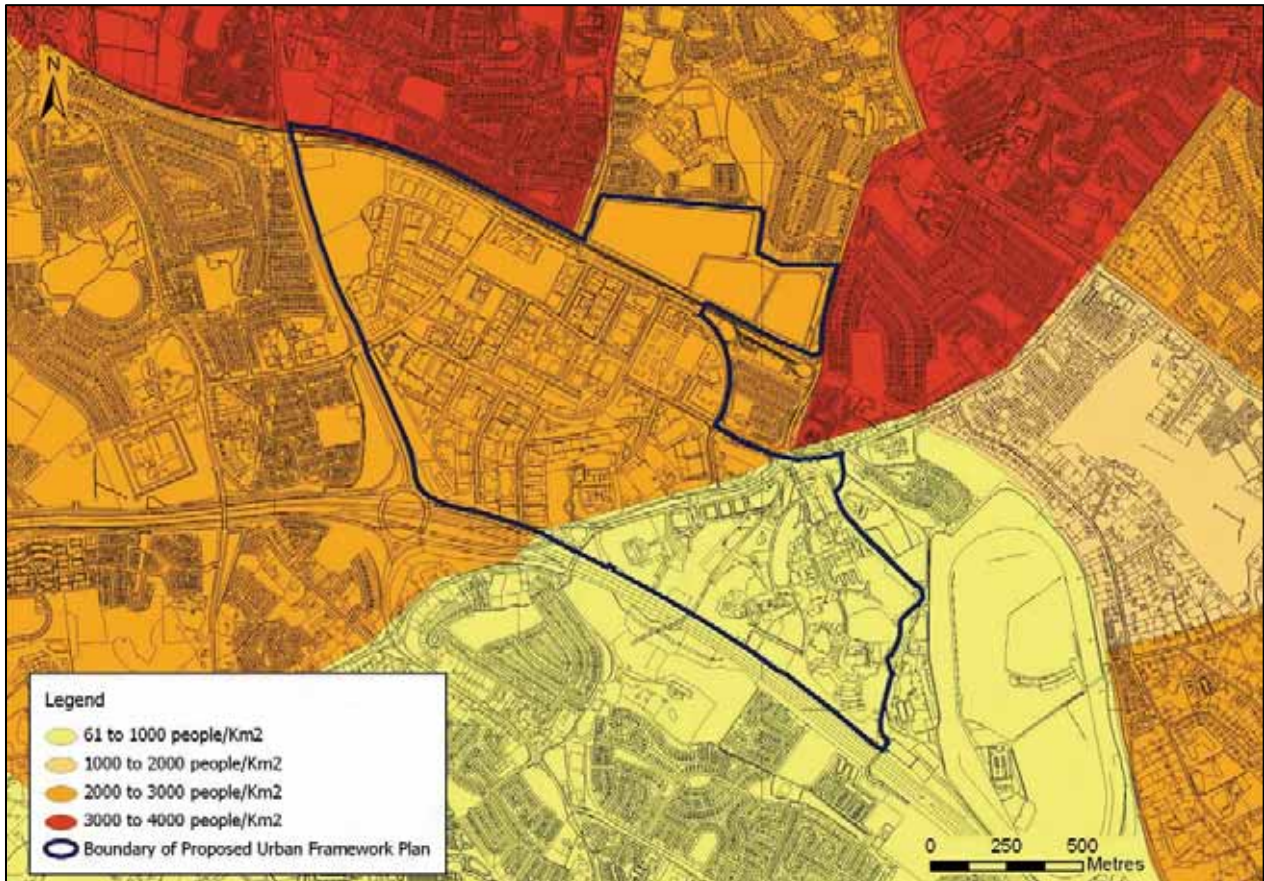 N
Legend
61 to 1000 people/Km2
1000 to 2000 people/Km2
2000 to 3000 people/Km2
3000 to 4000 people/Km2
Boundary of Proposed Urban Framework Plan
0 250 500
Metres